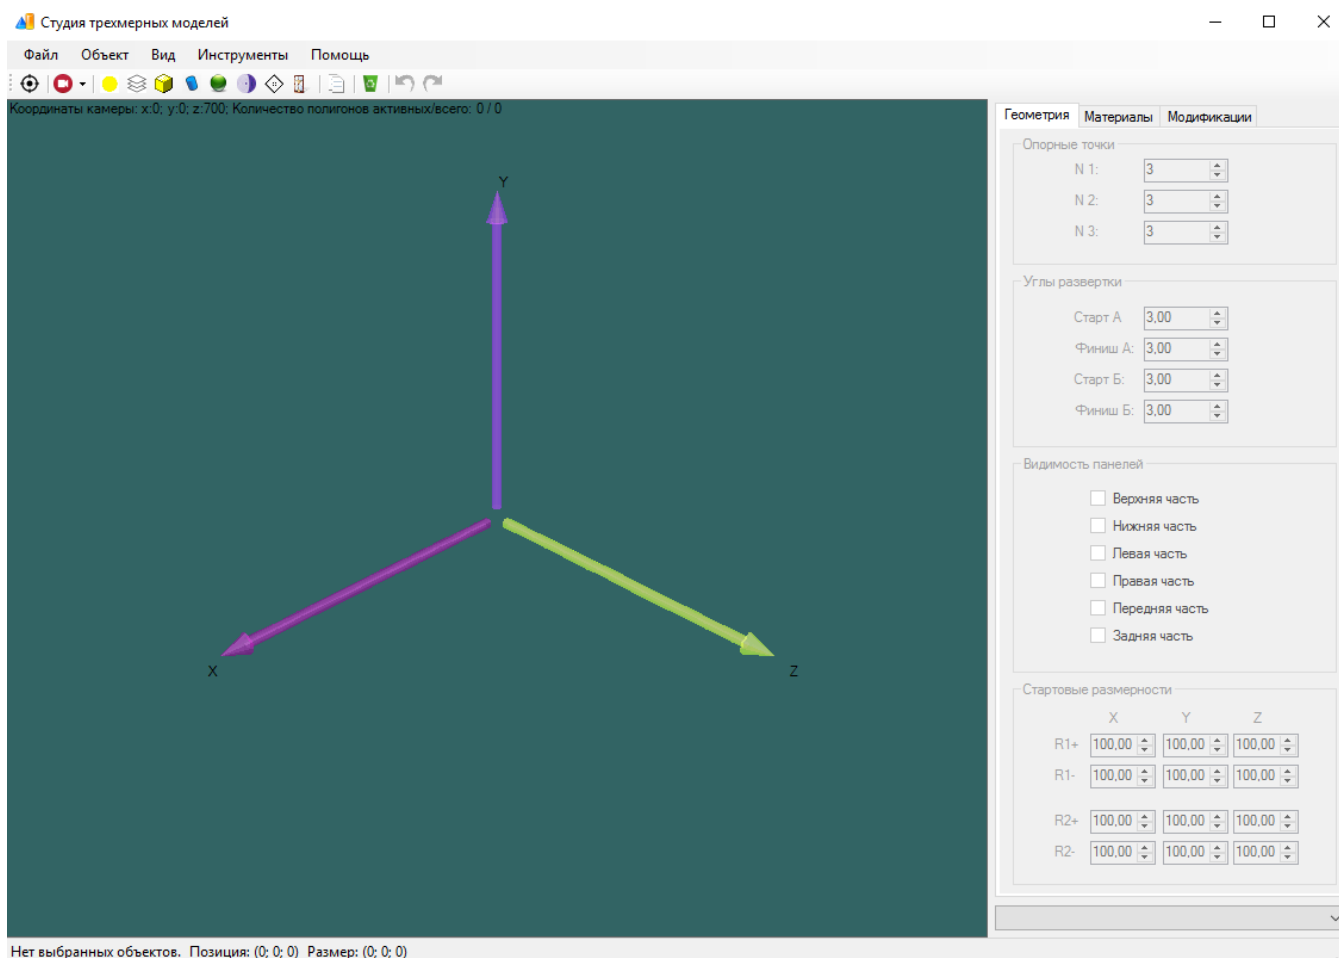 Студия трехмерных моделей
Файл Объект Вид Инструменты Помощь
Координаты камеры: x:0; y:0; z:700; Количество полигонов активных/всего: 0 / 0
Y
X
Z
Геометрия Материалы Модификации
Опорные точки
N 1: 3
N 2: 3
N 3: 3
Углы развертки
Старт А 3,00
Финиш А: 3,00
Старт Б: 3,00
Финиш Б: 3,00
Видимость панелей
Верхняя часть
Нижняя часть
Левая часть
Правая часть
Передняя часть
Задняя часть
Стартовые размерности
X Y Z
R1+ 100,00 100,00 100,00
R1- 100,00 100,00 100,00
R2+ 100,00 100,00 100,00
R2- 100,00 100,00 100,00
Нет выбранных объектов. Позиция: (0; 0; 0) Размер: (0; 0; 0)